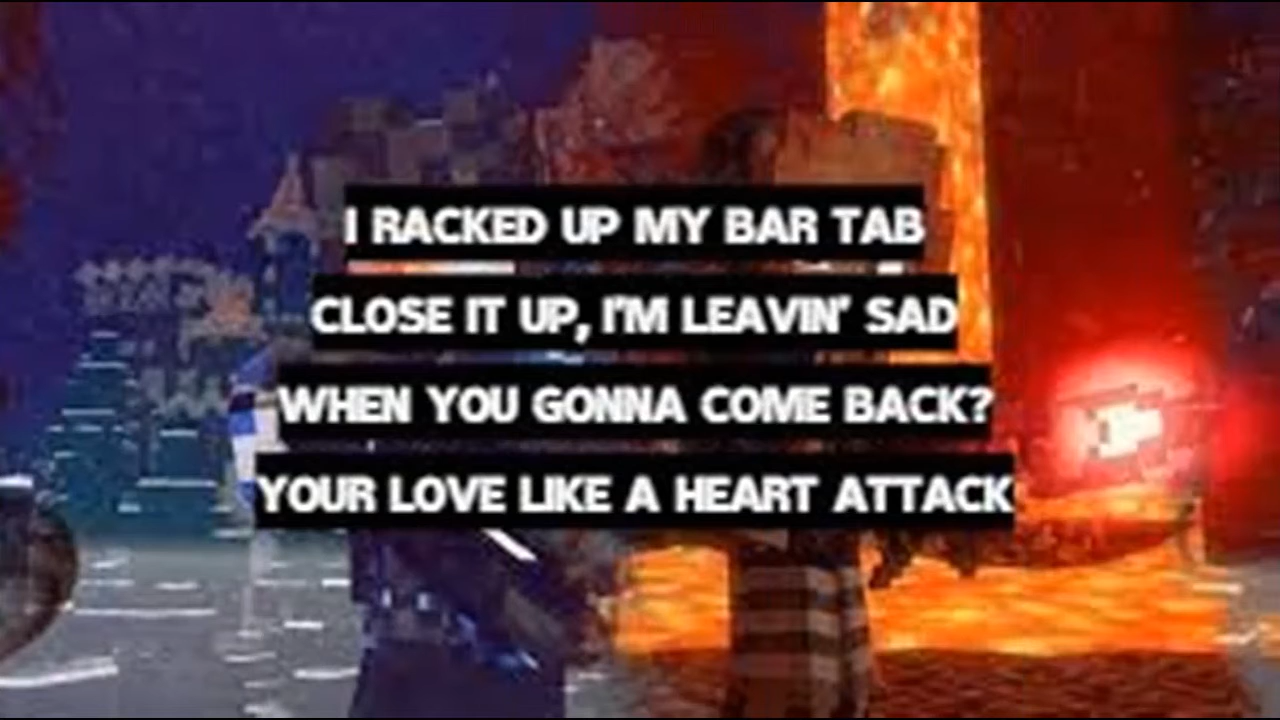 I RACKED UP MY BAR TAB
CLOSE IT UP, I'M LEAVIN' SAD
WHEN YOU GONNA COME BACK?
YOUR LOVE LIKE A HEART ATTACK